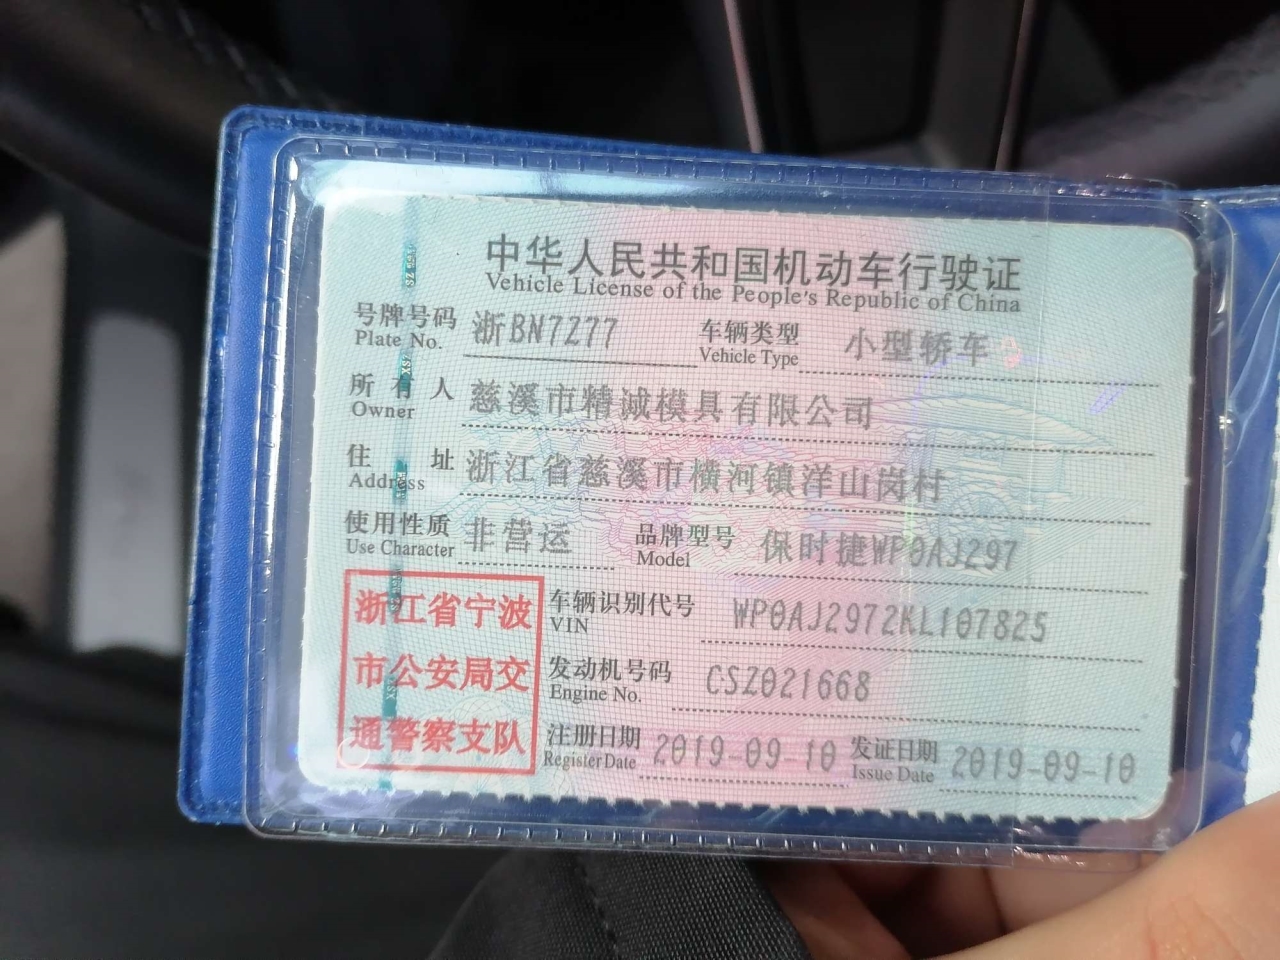 中华人民共和国机动车行驶证
Vehicle License of the People's Republic of China
号牌号码 浙BN7Z77 车辆类型 小型轿车
Plate No. Vehicle Type
所有人 慈溪市精诚模具有限公司
Owner
住址 浙江省慈溪市横河镇洋山岗村
Address
使用性质 非营运 品牌型号 保时捷WP0AJ297
Use Character Model
浙江省宁波
市公安局交
通警察支队
车辆识别代号 WP0AJ2972KL107825
VIN
发动机号码 CSZ021668
Engine No.
注册日期 2019-09-10 发证日期 2019-09-10
Register Date Issue Date